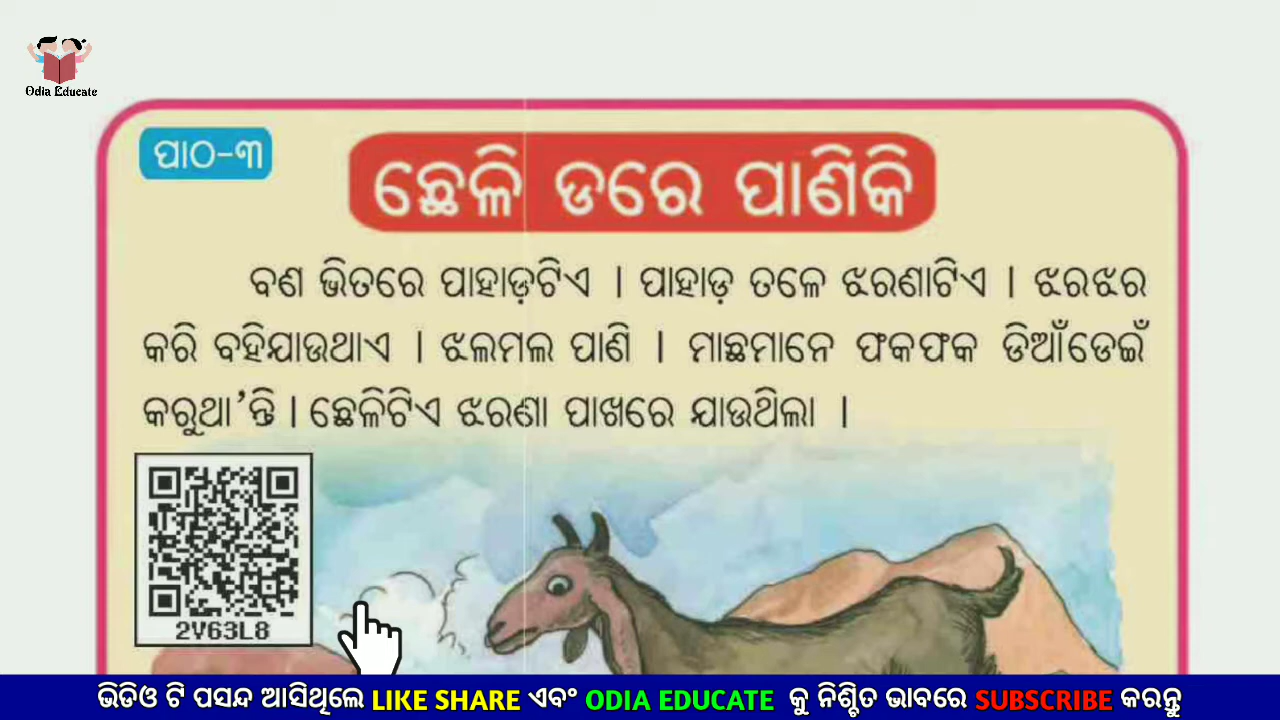 Odia Educate
ପାଠ-୩
ଛେଳି ଡରେ ପାଣିକି
ବଣ ଭିତରେ ପାହାଡ଼ଟିଏ । ପାହାଡ଼ ତଳେ ଝରଣାଟିଏ । ଝରଝର
କରି ବହିଯାଉଥାଏ । ଝଲମଲ ପାଣି । ମାଛମାନେ ଫକଫକ ଡିଆଁଡେଇଁ
କରୁଥା'ନ୍ତି । ଛେଳିଟିଏ ଝରଣା ପାଖରେ ଯାଉଥିଲା ।
2V63L8
ଭିଡିଓ ଟି ପସନ୍ଦ ଆସିଥିଲେ LIKE SHARE ଏବଂ ODIA EDUCATE କୁ ନିଶ୍ଚିତ ଭାବରେ SUBSCRIBE କରନ୍ତୁ